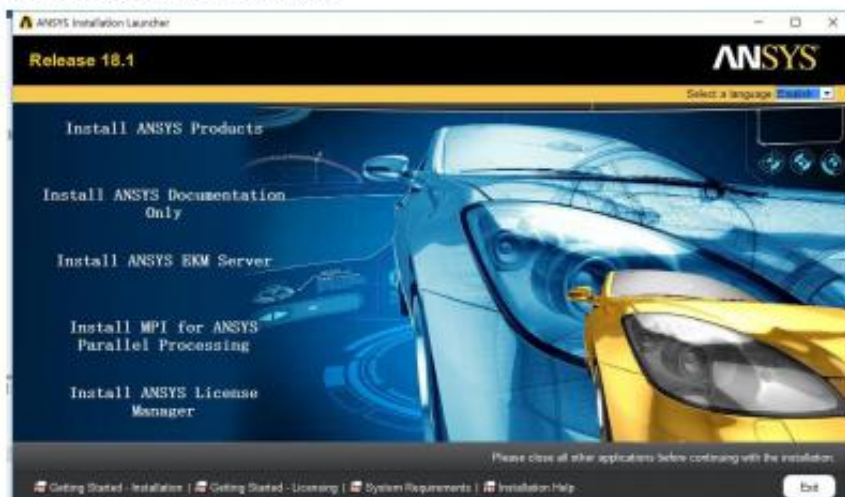 ANSYS Installation Launcher
Release 18.1
ANSYS
Select a language English
Install ANSYS Products
Install ANSYS Documentation
Only
Install ANSYS EKM Server
Install MPI for ANSYS
Parallel Processing
Install ANSYS License
Manager
Please close all other applications before continuing with the installation.
Getting Started - Installation | Getting Started - Licensing | System Requirements | Installation Help
Exit